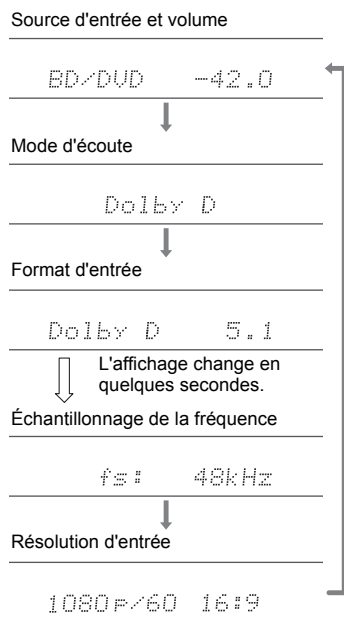 Source d'entrée et volume
BD/DVD -42.0
Mode d'écoute
Dolby D
Format d'entrée
Dolby D 5.1
L'affichage change en
quelques secondes.
Échantillonnage de la fréquence
fs: 48kHz
Résolution d'entrée
1080p/60 16:9